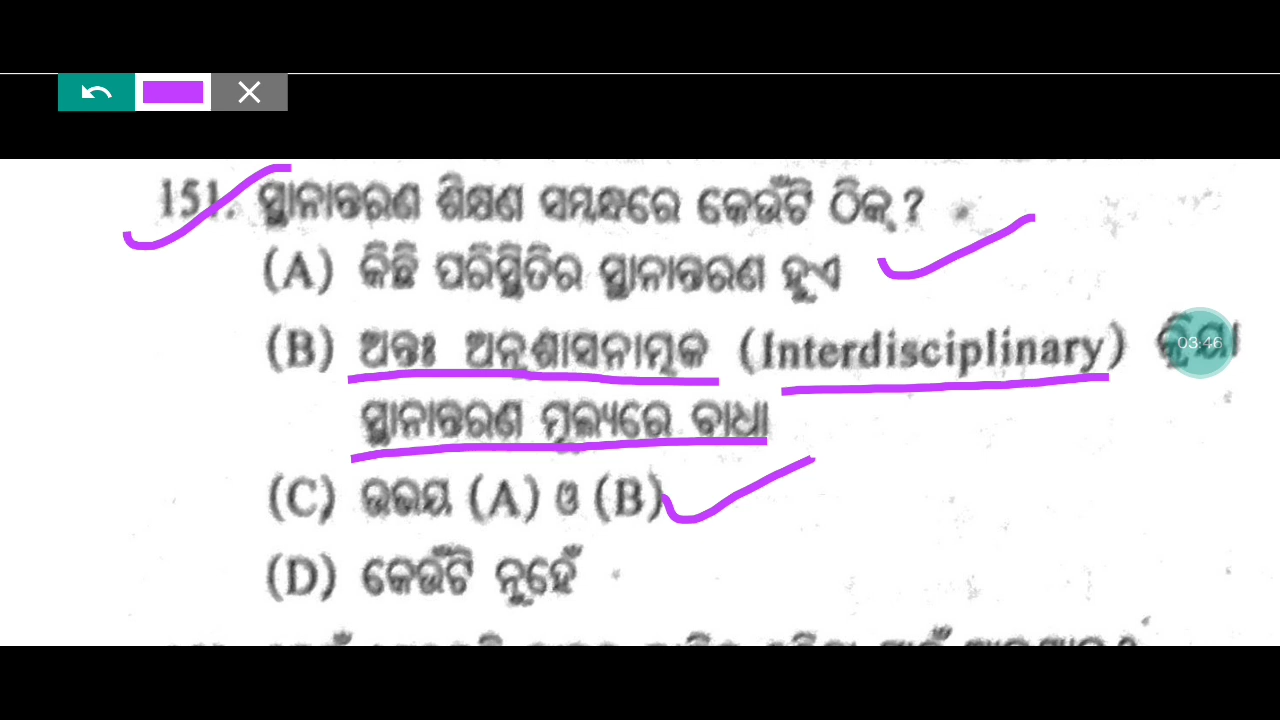 151. ସ୍ଥାନାନ୍ତରଣ ଶିକ୍ଷଣ ସମ୍ବନ୍ଧରେ କେଉଁଟି ଠିକ୍ ?
(A) କିଛି ପରିସ୍ଥିତିର ସ୍ଥାନାନ୍ତରଣ ହୁଏ
(B) ଅନ୍ତଃ ଅନୁଶାସନାତ୍ମକ (Interdisciplinary)
03:46
ସ୍ଥାନାନ୍ତରଣ ମୂଲ୍ୟରେ ବାଧା
(C) ଉଭୟ (A) ଓ (B)
(D) କେଉଁଟି ନୁହେଁ